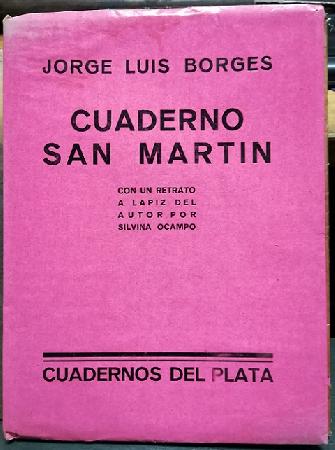 JORGE LUIS BORGES
CUADERNO
SAN MARTIN
CON UN RETRATO
A LAPIZ DEL
AUTOR POR
SILVINA OCAMPO
CUADERNOS DEL PLATA